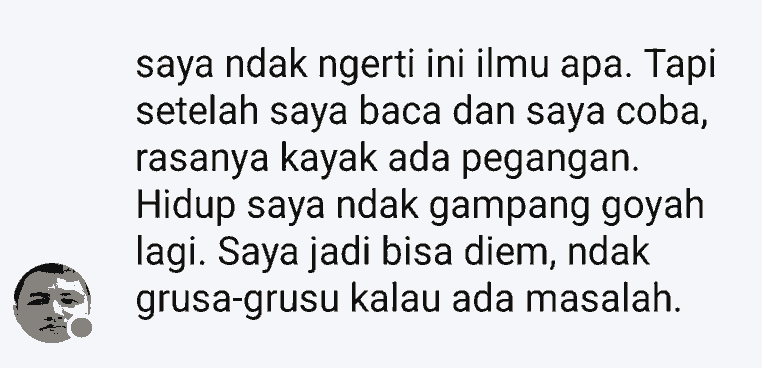 saya ndak ngerti ini ilmu apa. Tapi
setelah saya baca dan saya coba,
rasanya kayak ada pegangan.
Hidup saya ndak gampang goyah
lagi. Saya jadi bisa diem, ndak
grusa-grusu kalau ada masalah.